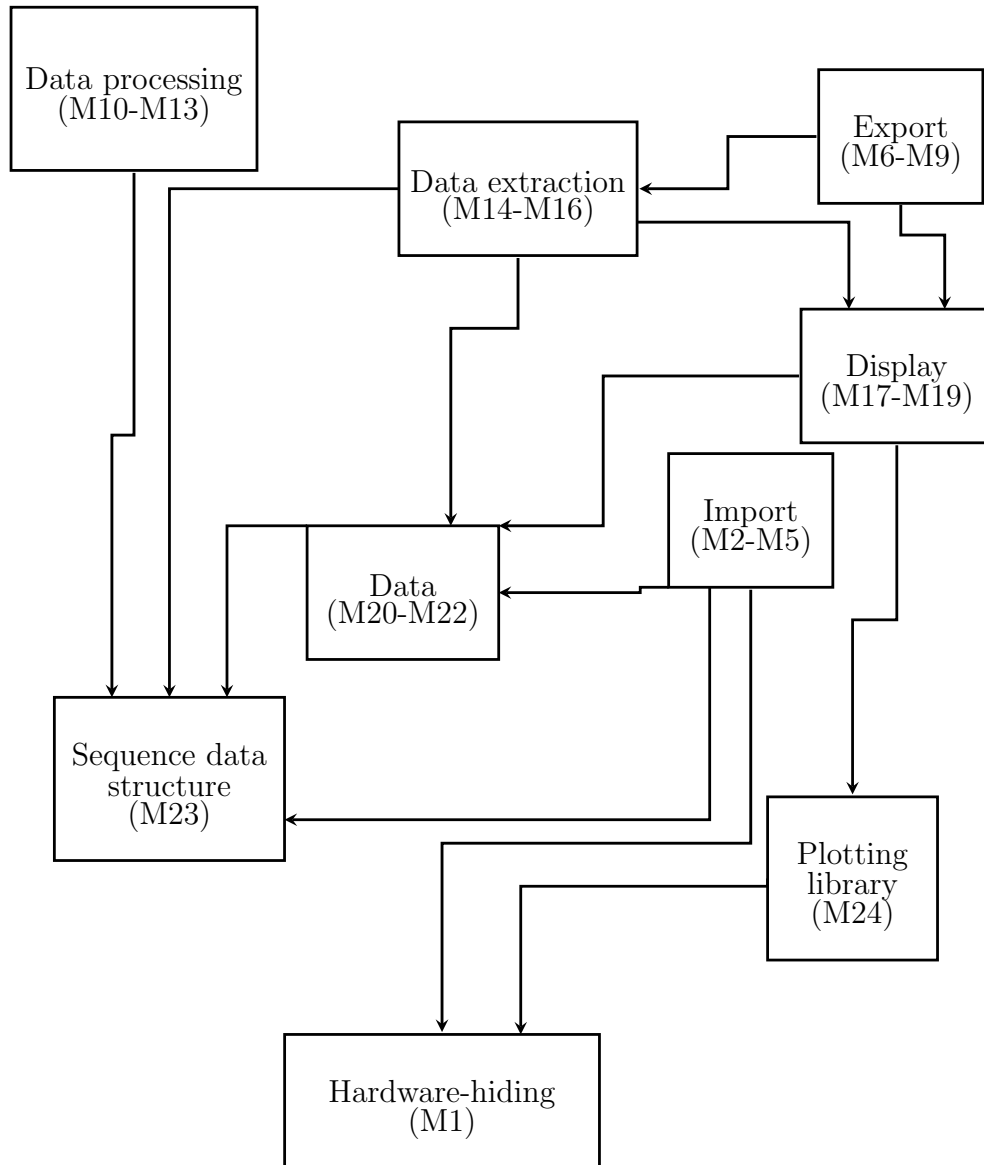 Data processing
(M10-M13)
Export
(M6-M9)
Data extraction
(M14-M16)
Display
(M17-M19)
Import
(M2-M5)
Data
(M20-M22)
Sequence data
structure
(M23)
Plotting
library
(M24)
Hardware-hiding
(M1)